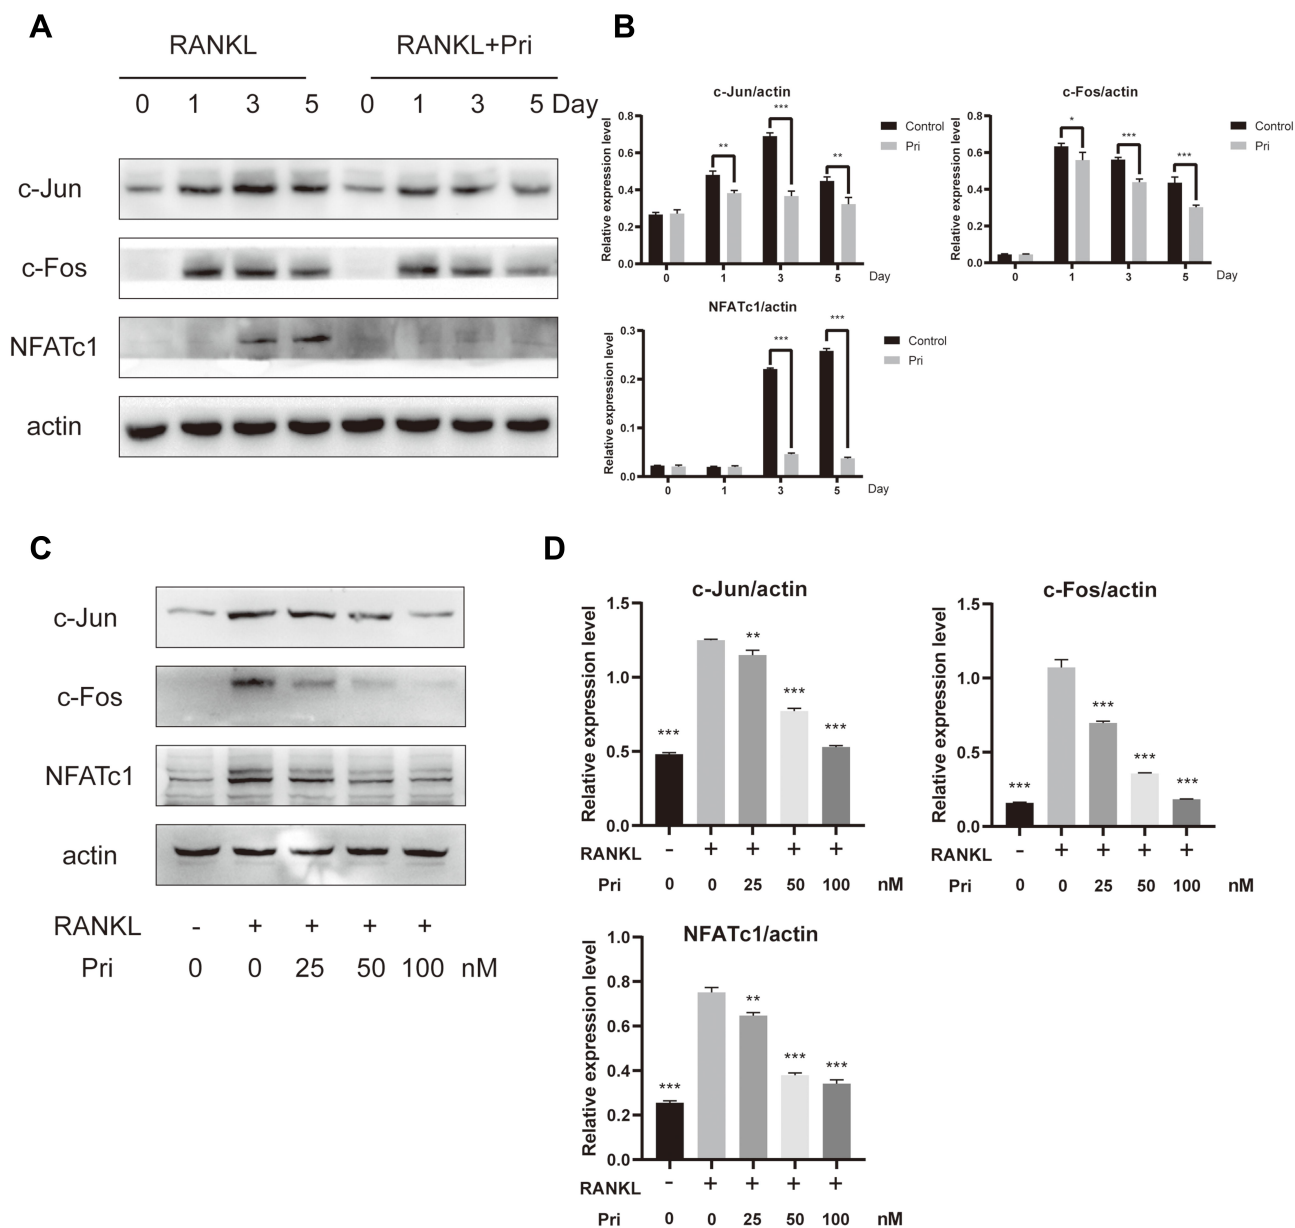 A
RANKL RANKL+Pri
0 1 3 5 0 1 3 5 Day
c-Jun
c-Fos
NFATc1
actin
B
c-Jun/actin
Relative expression level
0.8
0.6
0.4
0.2
0.0
** *** **
0 1 3 5 Day
Control
Pri
c-Fos/actin
Relative expression level
0.8
0.6
0.4
0.2
0.0
* *** ***
0 1 3 5 Day
Control
Pri
NFATc1/actin
Relative expression level
0.3
0.2
0.1
0.0
*** ***
0 1 3 5 Day
Control
Pri
C
c-Jun
c-Fos
NFATc1
actin
RANKL - + + + +
Pri 0 0 25 50 100 nM
D
c-Jun/actin
Relative expression level
1.5
1.0
0.5
0.0
*** ** *** ***
RANKL - + + + +
Pri 0 0 25 50 100 nM
c-Fos/actin
Relative expression level
1.5
1.0
0.5
0.0
*** *** *** ***
RANKL - + + + +
Pri 0 0 25 50 100 nM
NFATc1/actin
Relative expression level
1.0
0.8
0.6
0.4
0.2
0.0
*** ** *** ***
RANKL - + + + +
Pri 0 0 25 50 100 nM